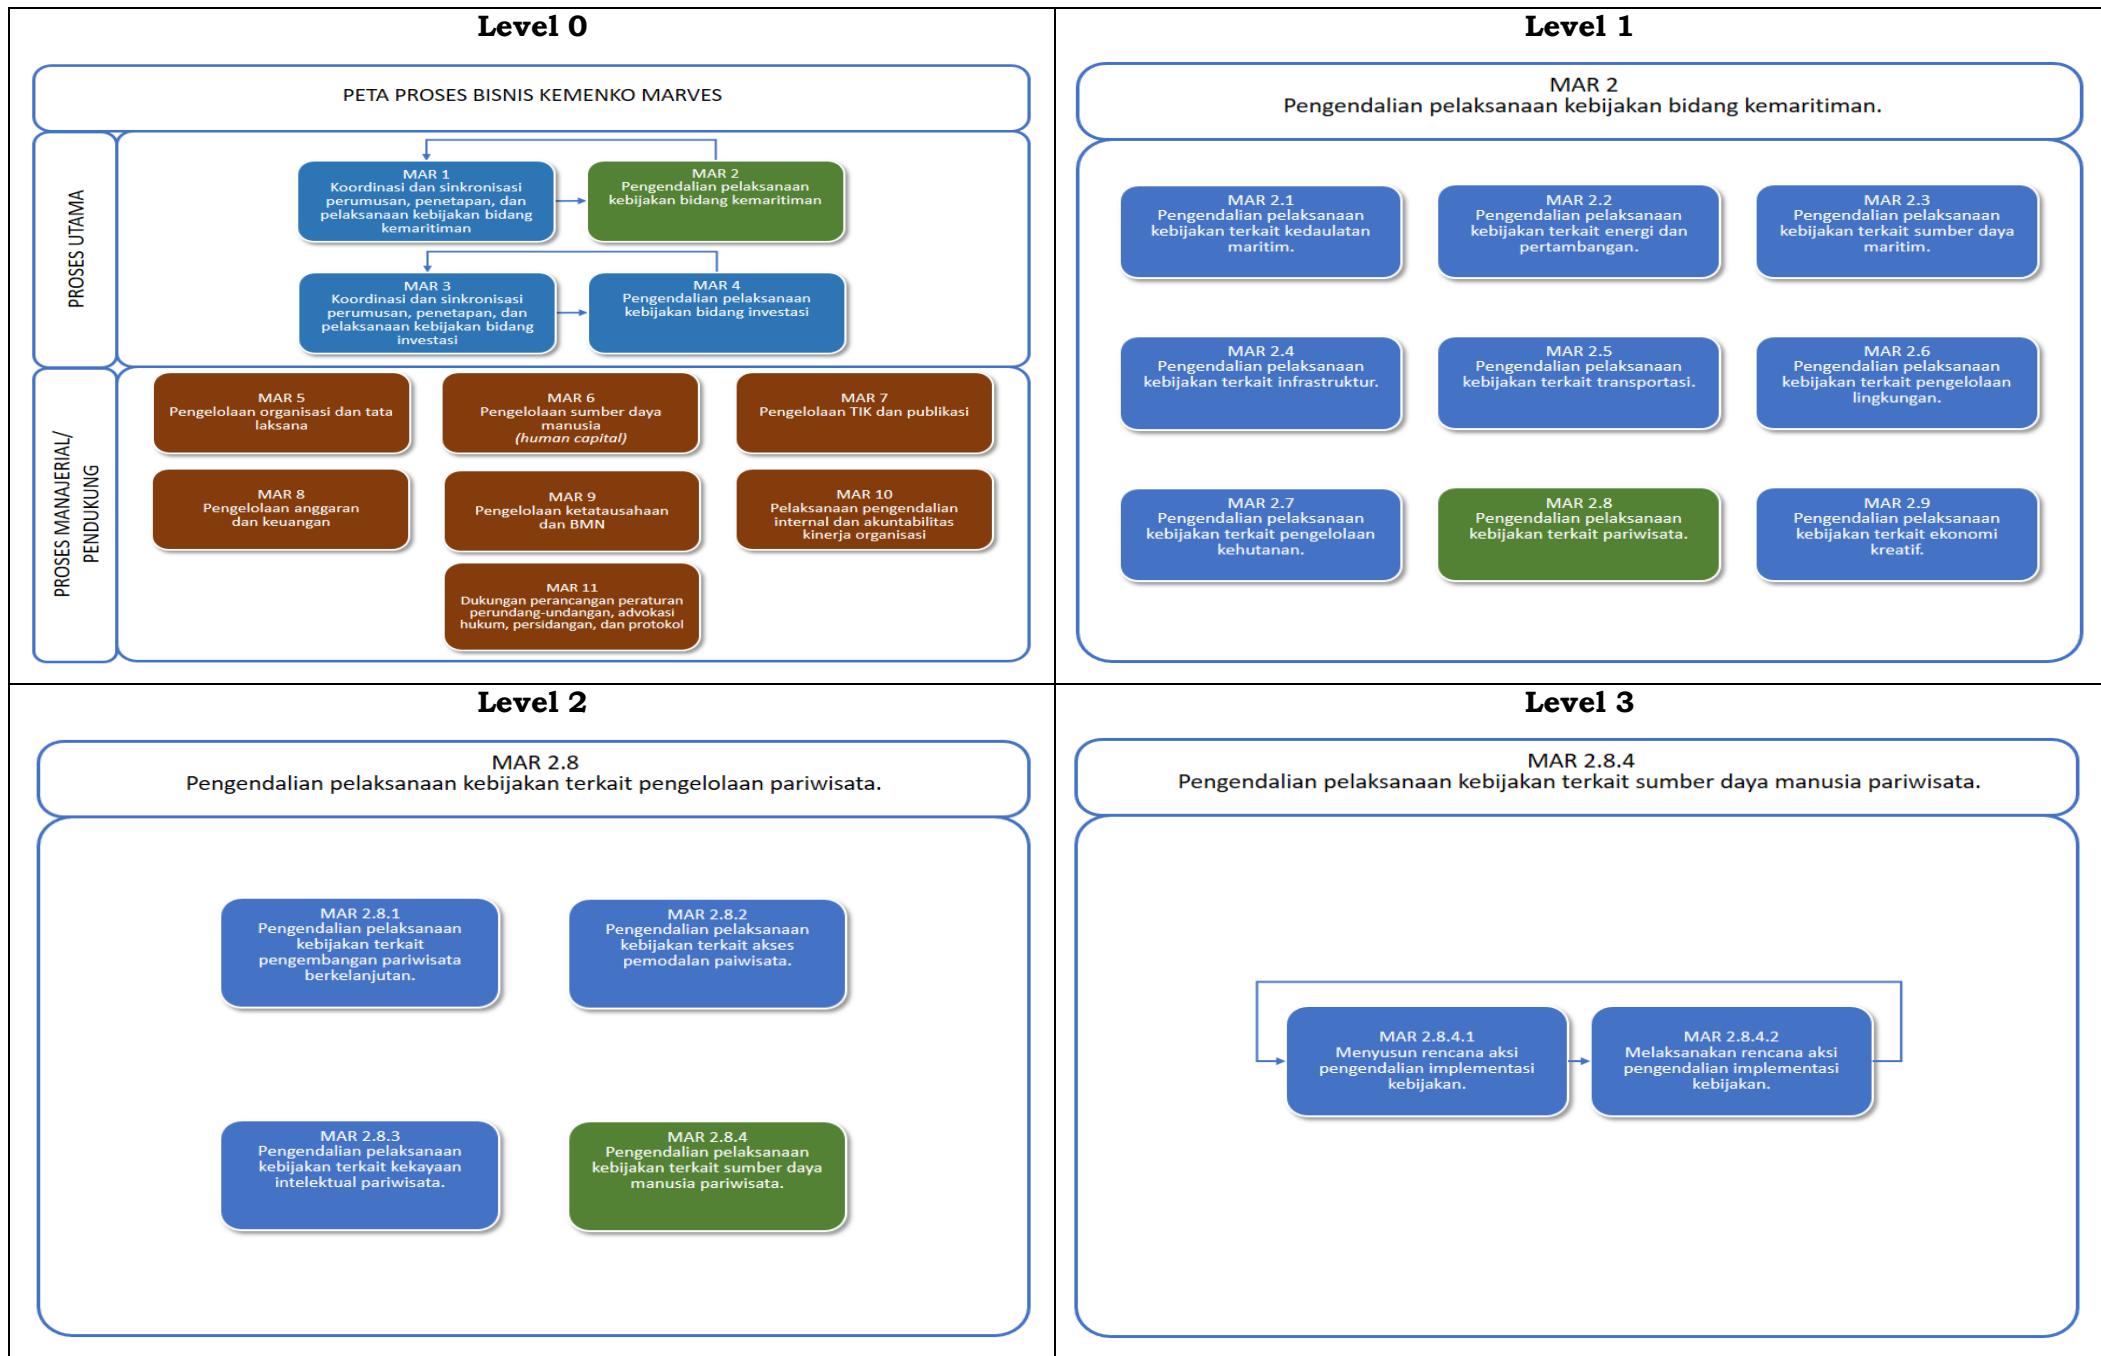 Level 0
PETA PROSES BISNIS KEMENKO MARVES
PROSES UTAMA
MAR 1
Koordinasi dan sinkronisasi
perumusan, penetapan, dan
pelaksanaan kebijakan bidang
kemaritiman
MAR 2
Pengendalian pelaksanaan
kebijakan bidang kemaritiman
MAR 3
Koordinasi dan sinkronisasi
perumusan, penetapan, dan
pelaksanaan kebijakan bidang
investasi
MAR 4
Pengendalian pelaksanaan
kebijakan bidang investasi
PROSES MANAJERIAL/
PENDUKUNG
MAR 5
Pengelolaan organisasi dan tata
laksana
MAR 6
Pengelolaan sumber daya
manusia
(human capital)
MAR 7
Pengelolaan TIK dan publikasi
MAR 8
Pengelolaan anggaran
dan keuangan
MAR 9
Pengelolaan ketatausahaan
dan BMN
MAR 10
Pelaksanaan pengendalian
internal dan akuntabilitas
kinerja organisasi
MAR 11
Dukungan perancangan peraturan
perundang-undangan, advokasi
hukum, persidangan, dan protokol
Level 1
MAR 2
Pengendalian pelaksanaan kebijakan bidang kemaritiman.
MAR 2.1
Pengendalian pelaksanaan
kebijakan terkait kedaulatan
maritim.
MAR 2.2
Pengendalian pelaksanaan
kebijakan terkait energi dan
pertambangan.
MAR 2.3
Pengendalian pelaksanaan
kebijakan terkait sumber daya
maritim.
MAR 2.4
Pengendalian pelaksanaan
kebijakan terkait infrastruktur.
MAR 2.5
Pengendalian pelaksanaan
kebijakan terkait transportasi.
MAR 2.6
Pengendalian pelaksanaan
kebijakan terkait pengelolaan
lingkungan.
MAR 2.7
Pengendalian pelaksanaan
kebijakan terkait pengelolaan
kehutanan.
MAR 2.8
Pengendalian pelaksanaan
kebijakan terkait pariwisata.
MAR 2.9
Pengendalian pelaksanaan
kebijakan terkait ekonomi
kreatif.
Level 2
MAR 2.8
Pengendalian pelaksanaan kebijakan terkait pengelolaan pariwisata.
MAR 2.8.1
Pengendalian pelaksanaan
kebijakan terkait
pengembangan pariwisata
berkelanjutan.
MAR 2.8.2
Pengendalian pelaksanaan
kebijakan terkait akses
pemodalan paiwisata.
MAR 2.8.3
Pengendalian pelaksanaan
kebijakan terkait kekayaan
intelektual pariwisata.
MAR 2.8.4
Pengendalian pelaksanaan
kebijakan terkait sumber daya
manusia pariwisata.
Level 3
MAR 2.8.4
Pengendalian pelaksanaan kebijakan terkait sumber daya manusia pariwisata.
MAR 2.8.4.1
Menyusun rencana aksi
pengendalian implementasi
kebijakan.
MAR 2.8.4.2
Melaksanakan rencana aksi
pengendalian implementasi
kebijakan.